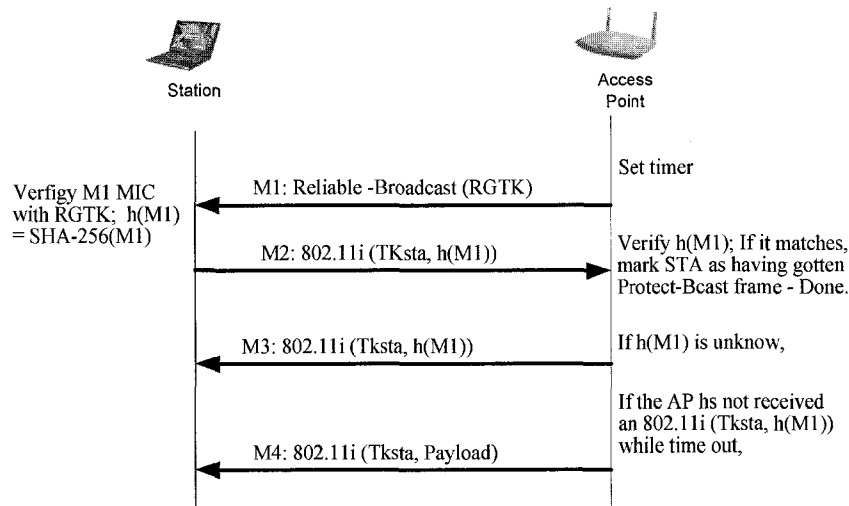 Station
Access
Point
Set timer
M1: Reliable -Broadcast (RGTK)
Verfigy M1 MIC
with RGTK; h(M1)
= SHA-256(M1)
M2: 802.11i (TKsta, h(M1))
Verify h(M1); If it matches,
mark STA as having gotten
Protect-Bcast frame - Done.
M3: 802.11i (Tksta, h(M1))
If h(M1) is unknow,
If the AP hs not received
an 802.11i (Tksta, h(M1))
while time out,
M4: 802.11i (Tksta, Payload)